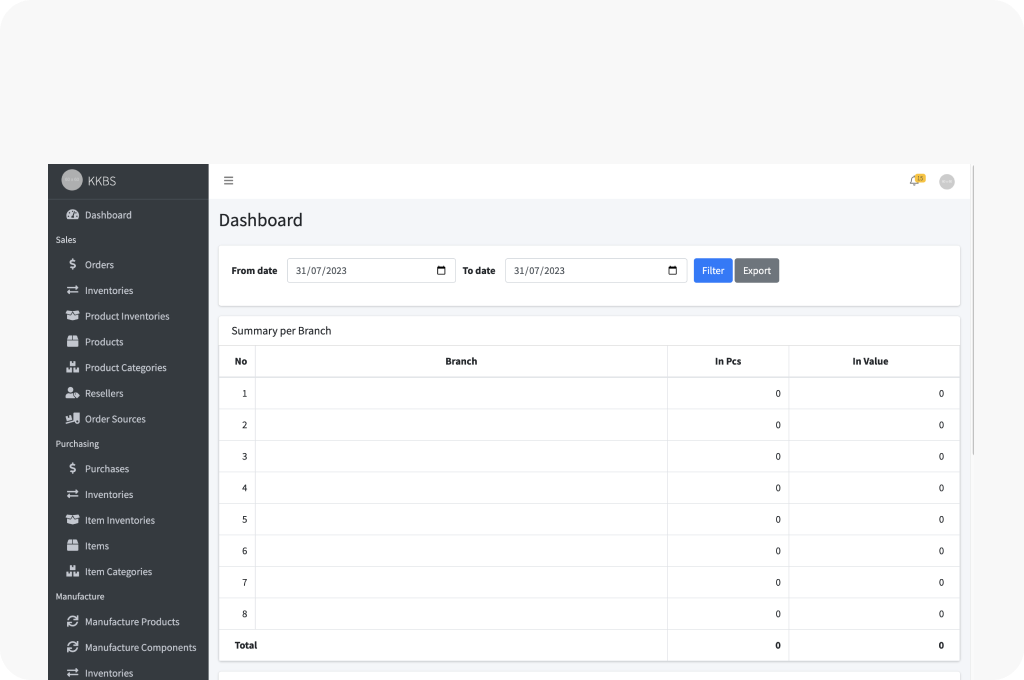 KKBS
15
Dashboard
Sales
Orders
Inventories
Product Inventories
Products
Product Categories
Resellers
Order Sources
Purchasing
Purchases
Inventories
Item Inventories
Items
Item Categories
Manufacture
Manufacture Products
Manufacture Components
Inventories
Dashboard
From date 31/07/2023 To date 31/07/2023 Filter Export
Summary per Branch
No Branch In Pcs In Value
1 0 0
2 0 0
3 0 0
4 0 0
5 0 0
6 0 0
7 0 0
8 0 0
Total 0 0